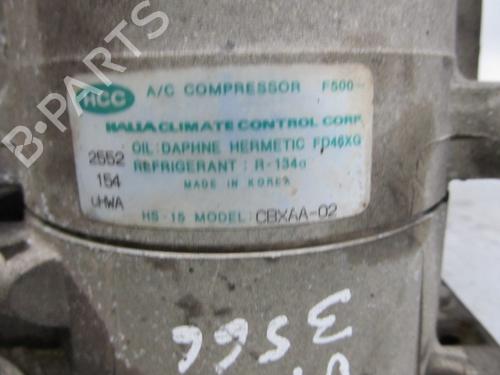 HCC A/C COMPRESSOR F500
HALLA CLIMATE CONTROL CORP.
OIL: DAPHNE HERMETIC FD46XG
2552 REFRIGERANT : R-134a
154 MADE IN KOREA
UHWA HS-15 MODEL: CBXAA-02
3566
B-PARTS